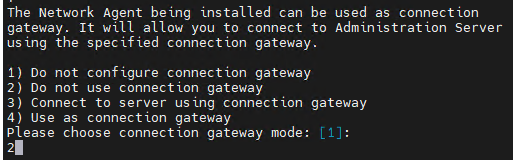 The Network Agent being installed can be used as connection
gateway. It will allow you to connect to Administration Server
using the specified connection gateway.
1) Do not configure connection gateway
2) Do not use connection gateway
3) Connect to server using connection gateway
4) Use as connection gateway
Please choose connection gateway mode: [1]:
2